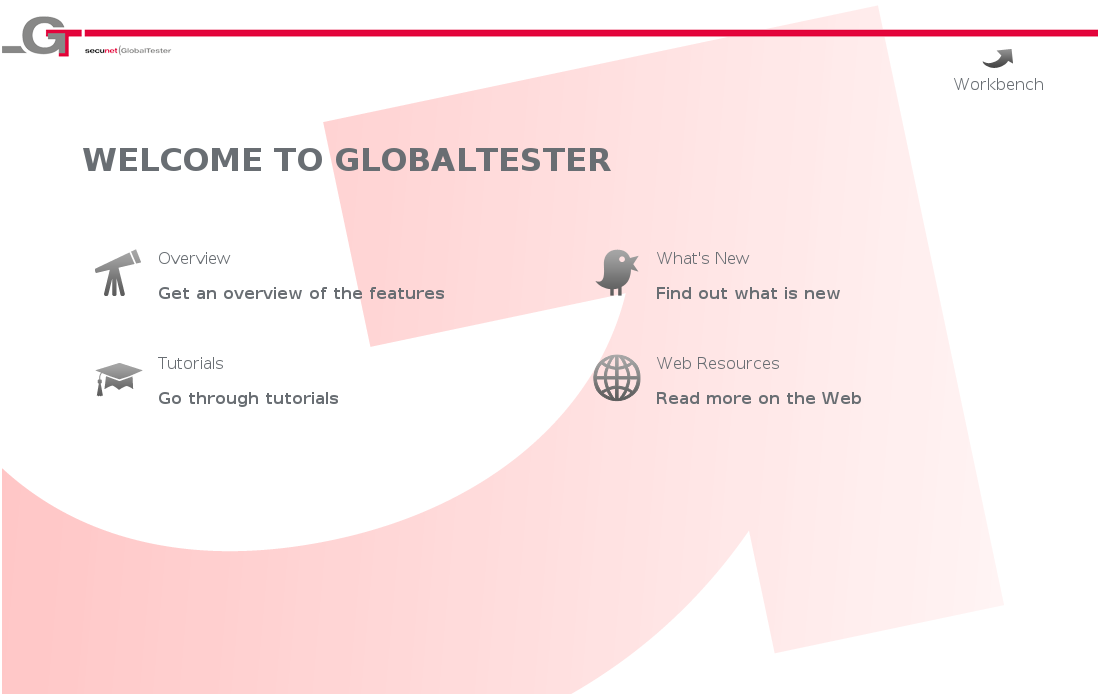 GT
secunet(GlobalTester
Workbench
WELCOME TO GLOBALTESTER
Overview
Get an overview of the features
What's New
Find out what is new
Tutorials
Go through tutorials
Web Resources
Read more on the Web